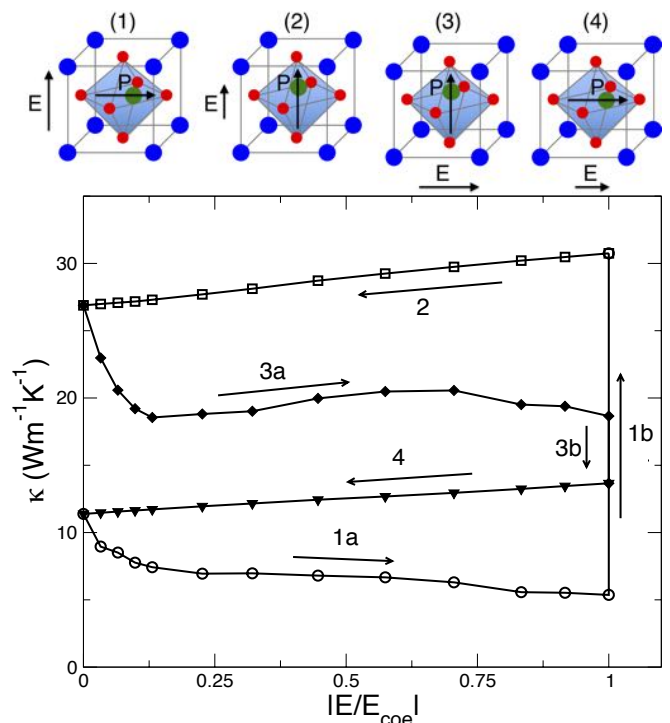 (1) (2) (3) (4)
E P E P P P
E E
30
2
3a
20
κ (Wm⁻¹K⁻¹)
3b 1b
4
10
1a
0
0 0.25 0.5 0.75 1
|E/E_coe|